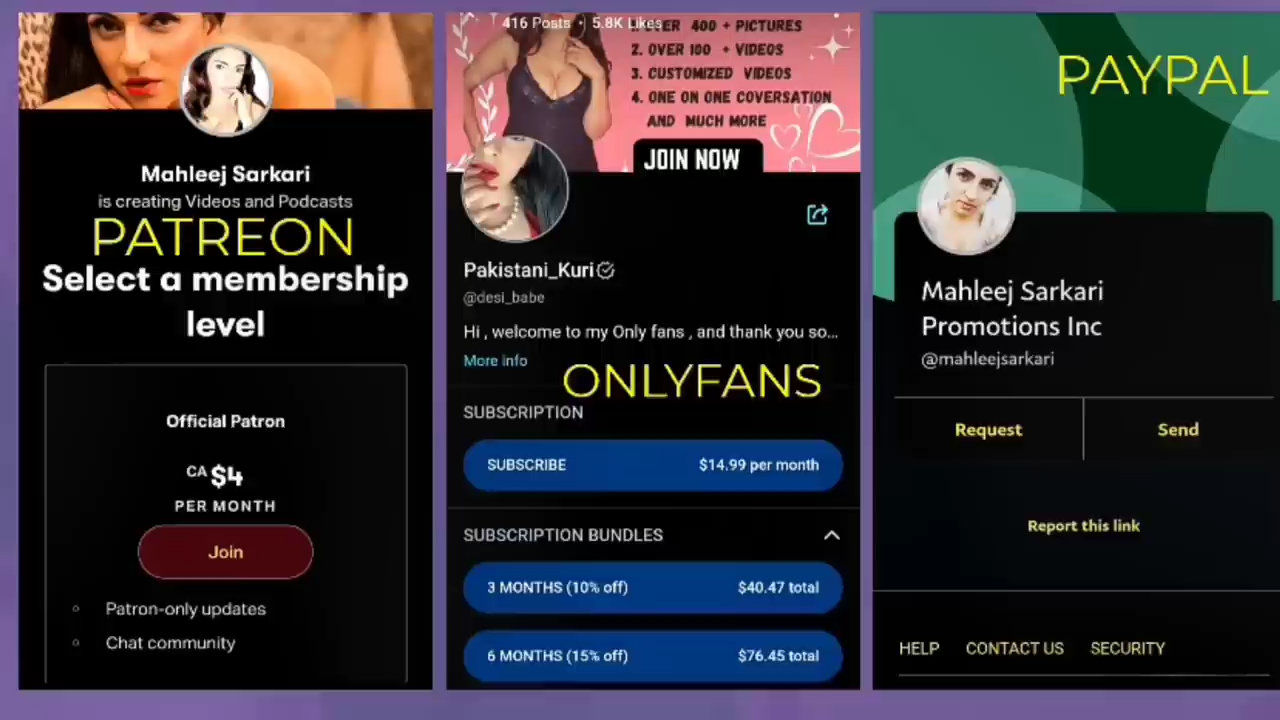 Mahleej Sarkari
is creating Videos and Podcasts
PATREON
Select a membership
level
Official Patron
CA $4
PER MONTH
Join
Patron-only updates
Chat community
416 Posts • 5.8K Likes
1. OVER 400 + PICTURES
2. OVER 100 + VIDEOS
3. CUSTOMIZED VIDEOS
4. ONE ON ONE COVERSATION
AND MUCH MORE
JOIN NOW
Pakistani_Kuri
@desi_babe
Hi , welcome to my Only fans , and thank you so...
More info
ONLYFANS
SUBSCRIPTION
SUBSCRIBE $14.99 per month
SUBSCRIPTION BUNDLES
3 MONTHS (10% off) $40.47 total
6 MONTHS (15% off) $76.45 total
PAYPAL
Mahleej Sarkari
Promotions Inc
@mahleejsarkari
Request Send
Report this link
HELP CONTACT US SECURITY